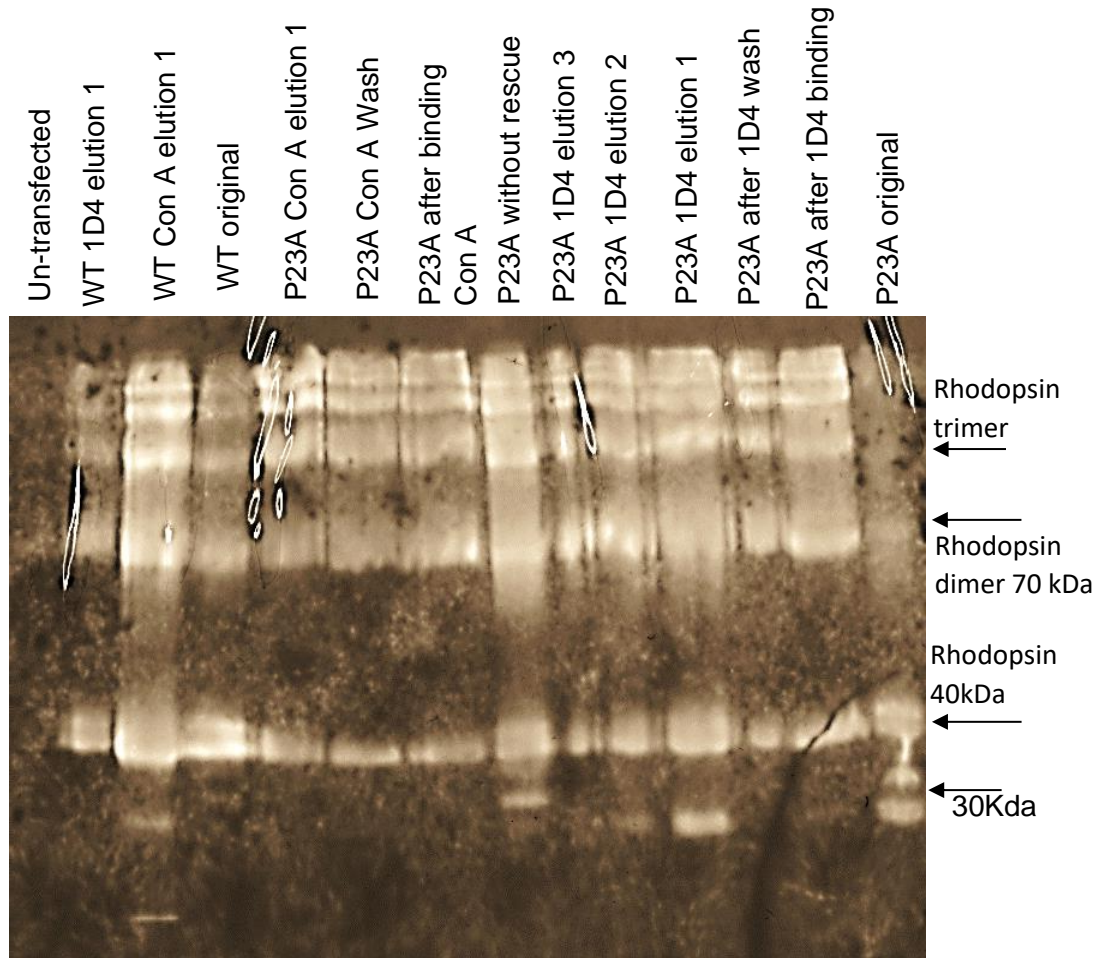 Un-transfected
WT 1D4 elution 1
WT Con A elution 1
WT original
P23A Con A elution 1
P23A Con A Wash
P23A after binding
Con A
P23A without rescue
P23A 1D4 elution 3
P23A 1D4 elution 2
P23A 1D4 elution 1
P23A after 1D4 wash
P23A after 1D4 binding
P23A original
Rhodopsin
trimer
Rhodopsin
dimer 70 kDa
Rhodopsin
40kDa
30Kda